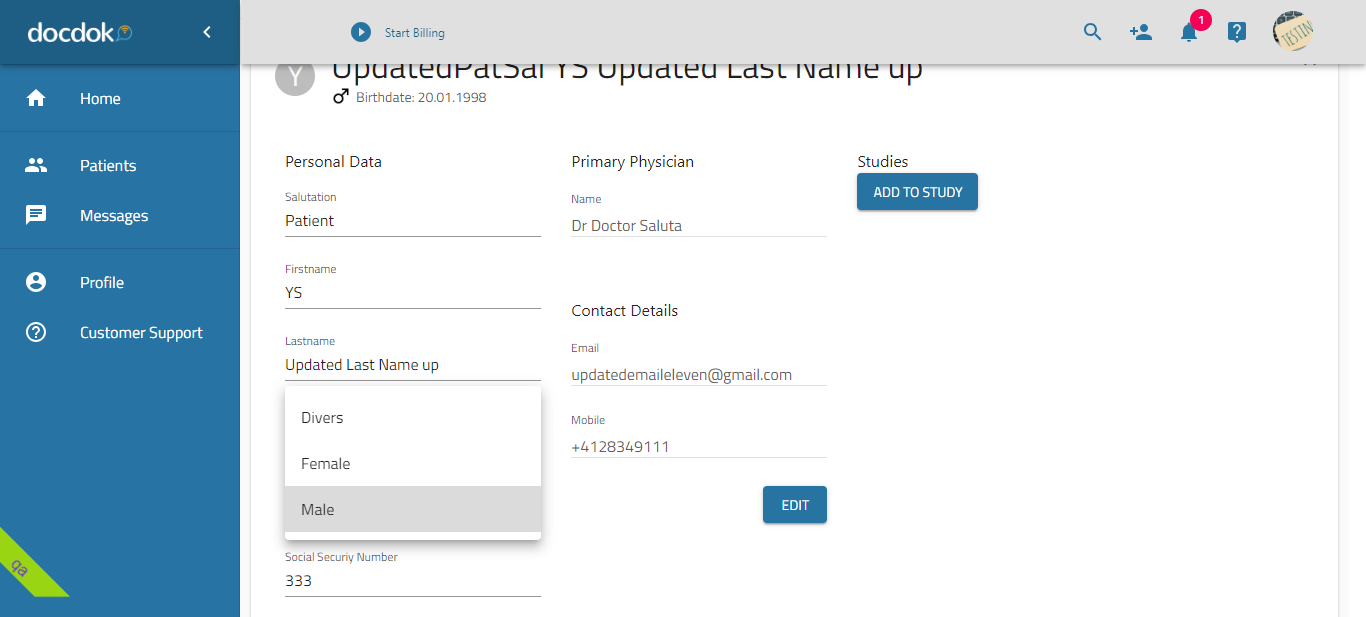 docdok
Start Billing
1
TESTIN
Home
Patients
Messages
Profile
Customer Support
qa
Y
UpdatedPatSal YS Updated Last Name up
Birthdate: 20.01.1998
Personal Data
Salutation
Patient
Firstname
YS
Lastname
Updated Last Name up
Divers
Female
Male
Social Securiy Number
333
Primary Physician
Name
Dr Doctor Saluta
Contact Details
Email
updatedemaileleven@gmail.com
Mobile
+4128349111
EDIT
Studies
ADD TO STUDY